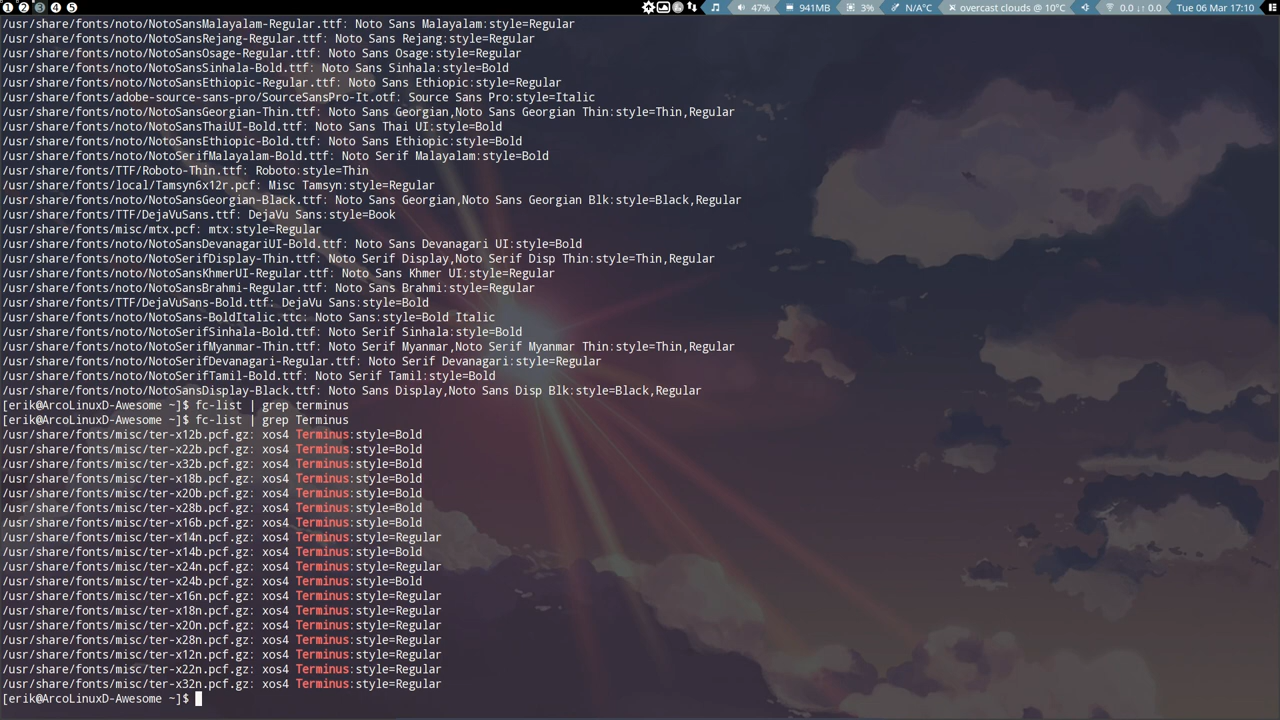 1 2 3 4 5 47% 941MB 3% N/A°C overcast clouds @ 10°C 0.0 ↓↑ 0.0 Tue 06 Mar 17:10
/usr/share/fonts/noto/NotoSansMalayalam-Regular.ttf: Noto Sans Malayalam:style=Regular
/usr/share/fonts/noto/NotoSansRejang-Regular.ttf: Noto Sans Rejang:style=Regular
/usr/share/fonts/noto/NotoSansOsage-Regular.ttf: Noto Sans Osage:style=Regular
/usr/share/fonts/noto/NotoSansSinhala-Bold.ttf: Noto Sans Sinhala:style=Bold
/usr/share/fonts/noto/NotoSansEthiopic-Regular.ttf: Noto Sans Ethiopic:style=Regular
/usr/share/fonts/adobe-source-sans-pro/SourceSansPro-It.otf: Source Sans Pro:style=Italic
/usr/share/fonts/noto/NotoSansGeorgian-Thin.ttf: Noto Sans Georgian,Noto Sans Georgian Thin:style=Thin,Regular
/usr/share/fonts/noto/NotoSansThaiUI-Bold.ttf: Noto Sans Thai UI:style=Bold
/usr/share/fonts/noto/NotoSansEthiopic-Bold.ttf: Noto Sans Ethiopic:style=Bold
/usr/share/fonts/noto/NotoSerifMalayalam-Bold.ttf: Noto Serif Malayalam:style=Bold
/usr/share/fonts/TTF/Roboto-Thin.ttf: Roboto:style=Thin
/usr/share/fonts/local/Tamsyn6x12r.pcf: Misc Tamsyn:style=Regular
/usr/share/fonts/noto/NotoSansGeorgian-Black.ttf: Noto Sans Georgian,Noto Sans Georgian Blk:style=Black,Regular
/usr/share/fonts/TTF/DejaVuSans.ttf: DejaVu Sans:style=Book
/usr/share/fonts/misc/mtx.pcf: mtx:style=Regular
/usr/share/fonts/noto/NotoSansDevanagariUI-Bold.ttf: Noto Sans Devanagari UI:style=Bold
/usr/share/fonts/noto/NotoSerifDisplay-Thin.ttf: Noto Serif Display,Noto Serif Disp Thin:style=Thin,Regular
/usr/share/fonts/noto/NotoSansKhmerUI-Regular.ttf: Noto Sans Khmer UI:style=Regular
/usr/share/fonts/noto/NotoSansBrahmi-Regular.ttf: Noto Sans Brahmi:style=Regular
/usr/share/fonts/TTF/DejaVuSans-Bold.ttf: DejaVu Sans:style=Bold
/usr/share/fonts/noto/NotoSans-BoldItalic.ttc: Noto Sans:style=Bold Italic
/usr/share/fonts/noto/NotoSerifSinhala-Bold.ttf: Noto Serif Sinhala:style=Bold
/usr/share/fonts/noto/NotoSerifMyanmar-Thin.ttf: Noto Serif Myanmar,Noto Serif Myanmar Thin:style=Thin,Regular
/usr/share/fonts/noto/NotoSerifDevanagari-Regular.ttf: Noto Serif Devanagari:style=Regular
/usr/share/fonts/noto/NotoSerifTamil-Bold.ttf: Noto Serif Tamil:style=Bold
/usr/share/fonts/noto/NotoSansDisplay-Black.ttf: Noto Sans Display,Noto Sans Disp Blk:style=Black,Regular
[erik@ArcoLinuxD-Awesome ~]$ fc-list | grep terminus
[erik@ArcoLinuxD-Awesome ~]$ fc-list | grep Terminus
/usr/share/fonts/misc/ter-x12b.pcf.gz: xos4 Terminus:style=Bold
/usr/share/fonts/misc/ter-x22b.pcf.gz: xos4 Terminus:style=Bold
/usr/share/fonts/misc/ter-x32b.pcf.gz: xos4 Terminus:style=Bold
/usr/share/fonts/misc/ter-x18b.pcf.gz: xos4 Terminus:style=Bold
/usr/share/fonts/misc/ter-x20b.pcf.gz: xos4 Terminus:style=Bold
/usr/share/fonts/misc/ter-x28b.pcf.gz: xos4 Terminus:style=Bold
/usr/share/fonts/misc/ter-x16b.pcf.gz: xos4 Terminus:style=Bold
/usr/share/fonts/misc/ter-x14n.pcf.gz: xos4 Terminus:style=Regular
/usr/share/fonts/misc/ter-x14b.pcf.gz: xos4 Terminus:style=Bold
/usr/share/fonts/misc/ter-x24n.pcf.gz: xos4 Terminus:style=Regular
/usr/share/fonts/misc/ter-x24b.pcf.gz: xos4 Terminus:style=Bold
/usr/share/fonts/misc/ter-x16n.pcf.gz: xos4 Terminus:style=Regular
/usr/share/fonts/misc/ter-x18n.pcf.gz: xos4 Terminus:style=Regular
/usr/share/fonts/misc/ter-x20n.pcf.gz: xos4 Terminus:style=Regular
/usr/share/fonts/misc/ter-x28n.pcf.gz: xos4 Terminus:style=Regular
/usr/share/fonts/misc/ter-x12n.pcf.gz: xos4 Terminus:style=Regular
/usr/share/fonts/misc/ter-x22n.pcf.gz: xos4 Terminus:style=Regular
/usr/share/fonts/misc/ter-x32n.pcf.gz: xos4 Terminus:style=Regular
[erik@ArcoLinuxD-Awesome ~]$